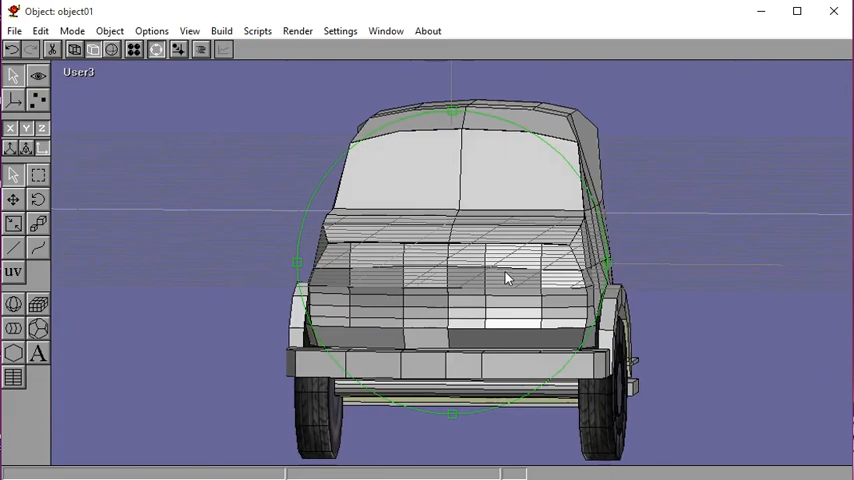 Object: object01
File Edit Mode Object Options View Build Scripts Render Settings Window About
User3
X Y Z
uv
A